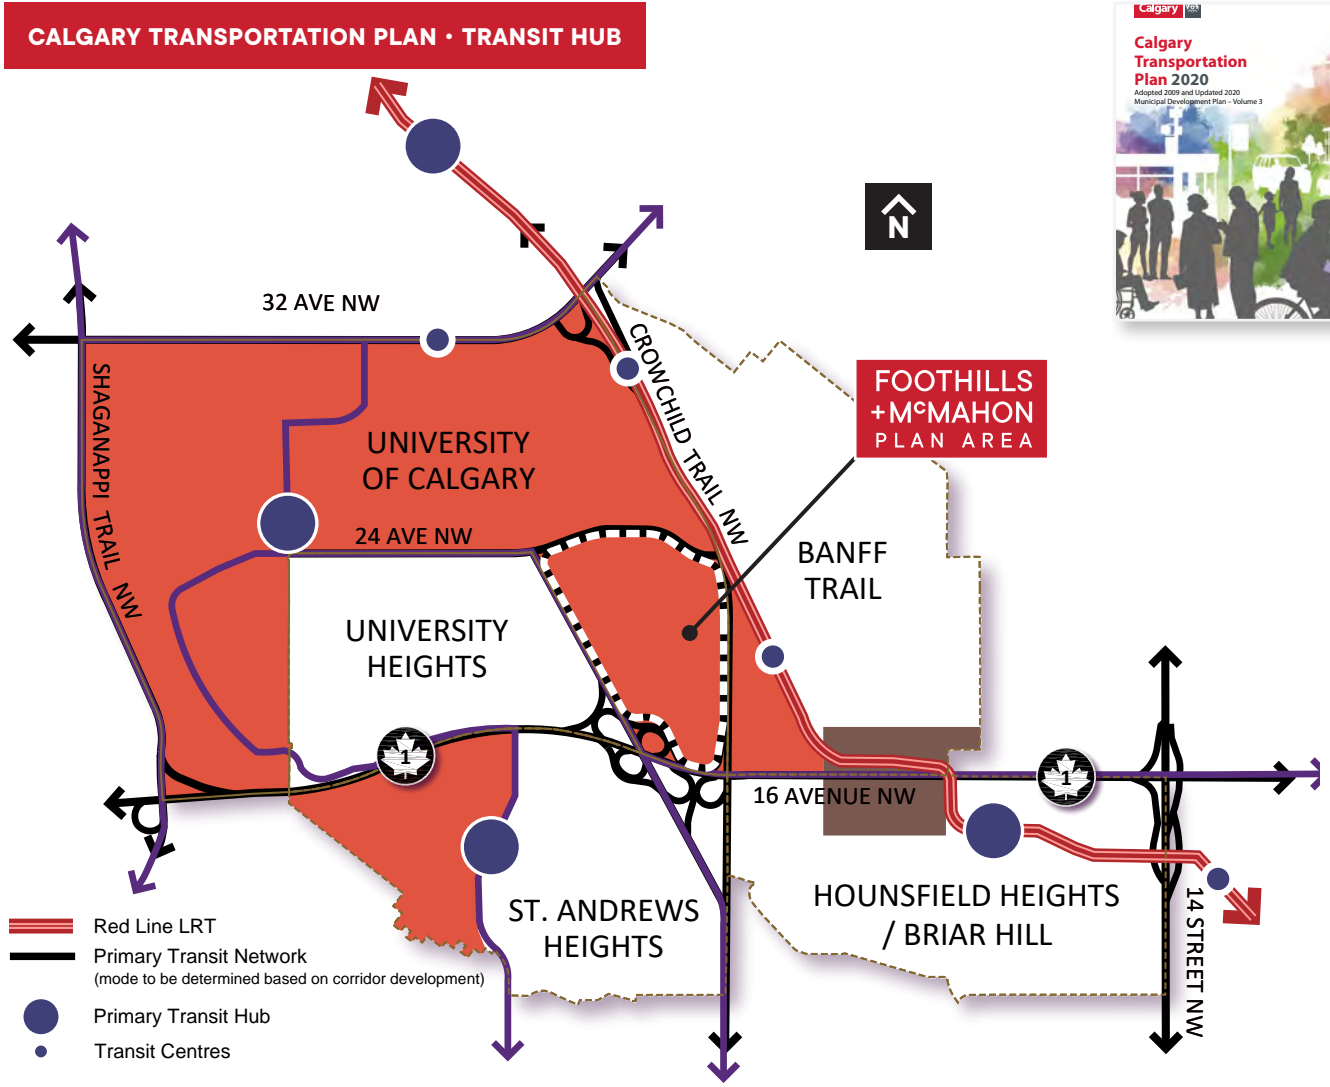 CALGARY TRANSPORTATION PLAN • TRANSIT HUB
Calgary
Calgary
Transportation
Plan 2020
Adopted 2009 and Updated 2020
Municipal Development Plan – Volume 3
N
32 AVE NW
SHAGANAPPI TRAIL NW
CROWCHILD TRAIL NW
FOOTHILLS
+McMAHON
PLAN AREA
UNIVERSITY
OF CALGARY
24 AVE NW
BANFF
TRAIL
UNIVERSITY
HEIGHTS
1
1
16 AVENUE NW
ST. ANDREWS
HEIGHTS
HOUNSFIELD HEIGHTS
/ BRIAR HILL
14 STREET NW
Red Line LRT
Primary Transit Network
(mode to be determined based on corridor development)
Primary Transit Hub
Transit Centres